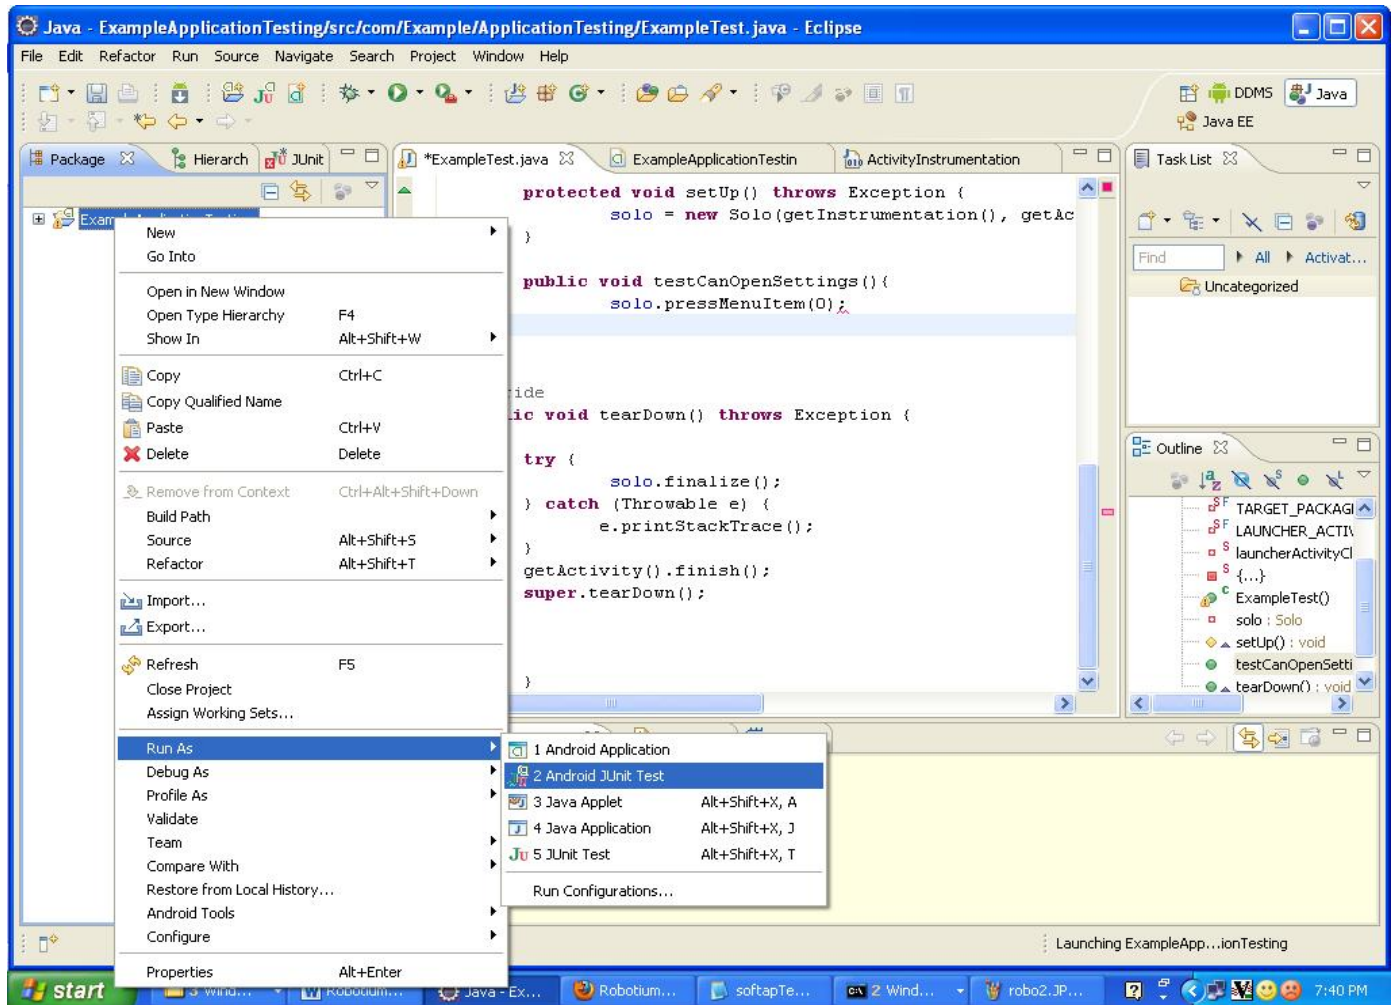 Java - ExampleApplicationTesting/src/com/Example/ApplicationTesting/ExampleTest.java - Eclipse
File Edit Refactor Run Source Navigate Search Project Window Help
DDMS Java
Java EE
Package Hierarch JUnit
*ExampleTest.java ExampleApplicationTestin ActivityInstrumentation
Task List
protected void setUp() throws Exception {
solo = new Solo(getInstrumentation(), getAc
}
public void testCanOpenSettings(){
solo.pressMenuItem(0);
ide
ic void tearDown() throws Exception {
try {
solo.finalize();
} catch (Throwable e) {
e.printStackTrace();
}
getActivity().finish();
super.tearDown();
}
Find All Activat...
Uncategorized
Outline
TARGET_PACKAG
LAUNCHER_ACTIV
launcherActivityCl
{...}
ExampleTest()
solo : Solo
setUp() : void
testCanOpenSetti
tearDown() : void
New
Go Into
Open in New Window
Open Type Hierarchy F4
Show In Alt+Shift+W
Copy Ctrl+C
Copy Qualified Name
Paste Ctrl+V
Delete Delete
Remove from Context Ctrl+Alt+Shift+Down
Build Path
Source Alt+Shift+S
Refactor Alt+Shift+T
Import...
Export...
Refresh F5
Close Project
Assign Working Sets...
Run As
Debug As
Profile As
Validate
Team
Compare With
Restore from Local History...
Android Tools
Configure
Properties Alt+Enter
1 Android Application
2 Android JUnit Test
3 Java Applet Alt+Shift+X, A
4 Java Application Alt+Shift+X, J
5 JUnit Test Alt+Shift+X, T
Run Configurations...
Launching ExampleApp...ionTesting
start 3 Wind... Robotium... Java - Ex... Robotium... softapTe... 2 Wind... robo2.JP... 7:40 PM